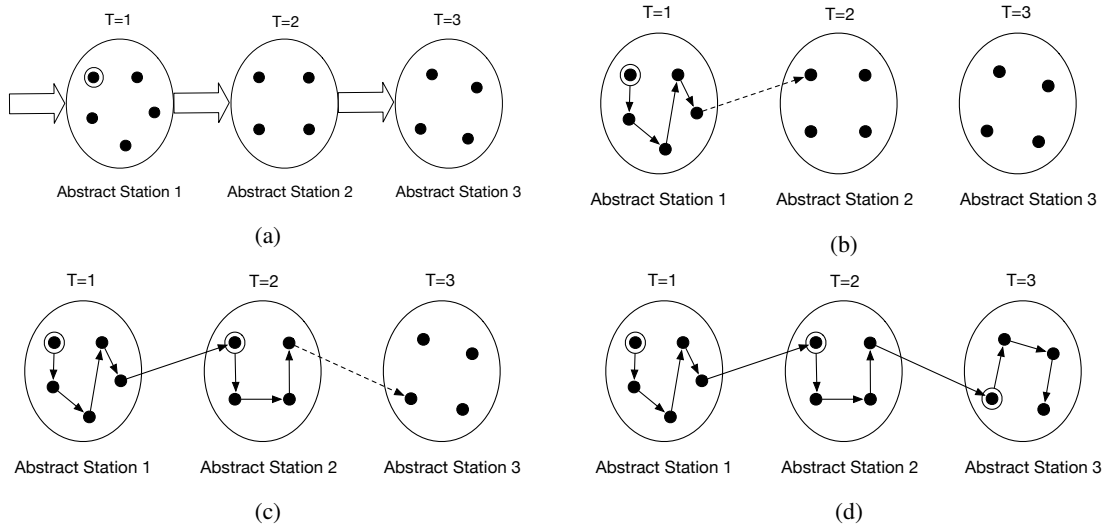 T=1 T=2 T=3
Abstract Station 1 Abstract Station 2 Abstract Station 3
(a)
T=1 T=2 T=3
Abstract Station 1 Abstract Station 2 Abstract Station 3
(b)
T=1 T=2 T=3
Abstract Station 1 Abstract Station 2 Abstract Station 3
(c)
T=1 T=2 T=3
Abstract Station 1 Abstract Station 2 Abstract Station 3
(d)